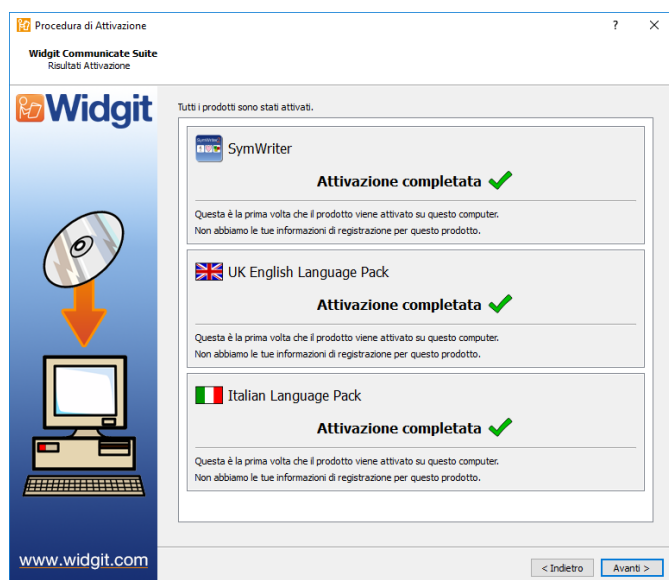 Procedura di Attivazione
Widgit Communicate Suite
Risultati Attivazione
Widgit
Tutti i prodotti sono stati attivati.
SymWriter
Attivazione completata
Questa è la prima volta che il prodotto viene attivato su questo computer.
Non abbiamo le tue informazioni di registrazione per questo prodotto.
UK English Language Pack
Attivazione completata
Questa è la prima volta che il prodotto viene attivato su questo computer.
Non abbiamo le tue informazioni di registrazione per questo prodotto.
Italian Language Pack
Attivazione completata
Questa è la prima volta che il prodotto viene attivato su questo computer.
Non abbiamo le tue informazioni di registrazione per questo prodotto.
www.widgit.com
< Indietro Avanti >